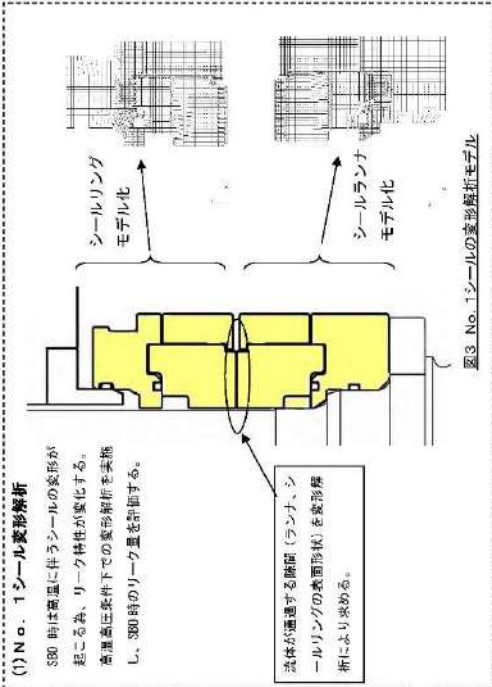 (1) No. 1シール変形解析
SBO 時は高温に伴うシールの変形が
起こる為、リーク特性が変化する。
高温高圧条件下での変形解析を実施
し、SBO 時のリーク量を評価する。
シールリング
モデル化
シールランナ
モデル化
流体が通過する隙間(ランナ、シ
ールリングの表面形状)を変形解
析により求める。
図3 No. 1シールの変形解析モデル